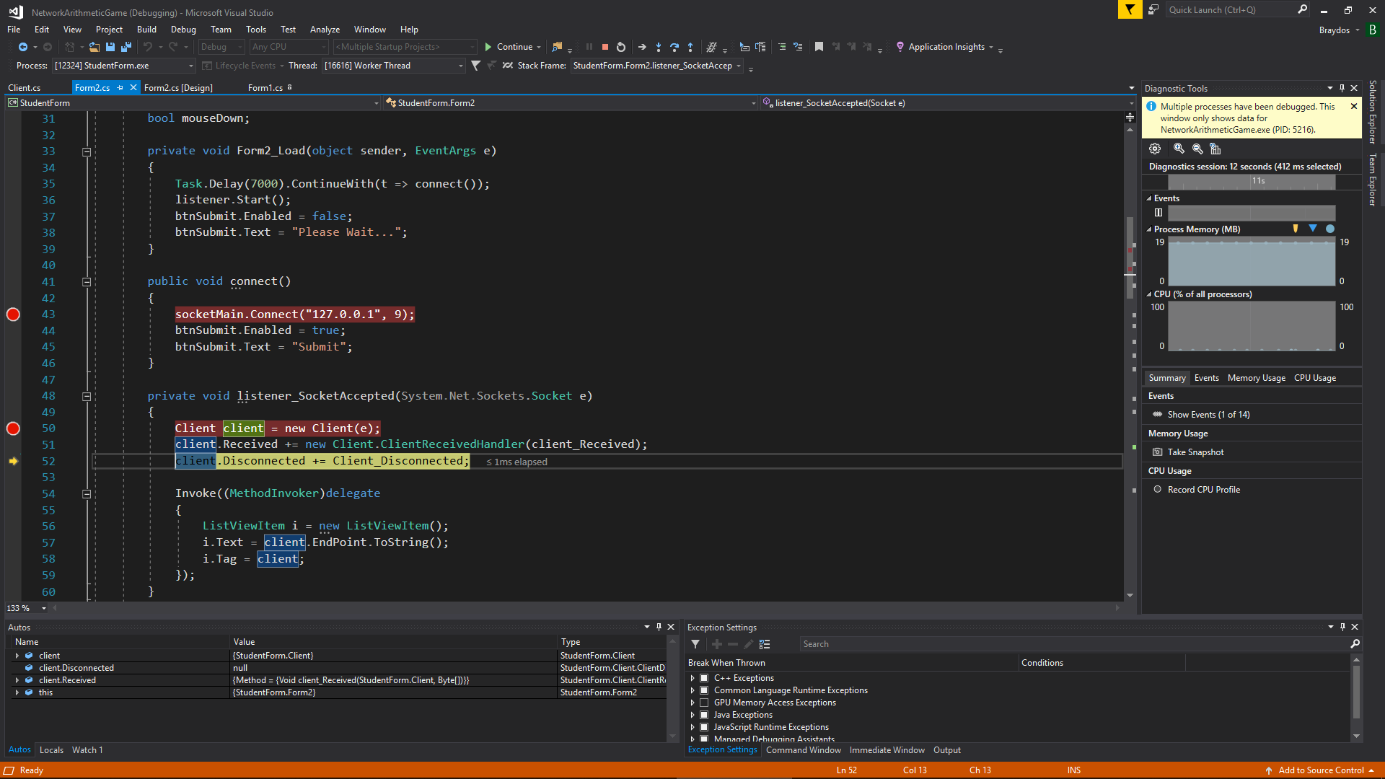 NetworkArithmeticGame (Debugging) - Microsoft Visual Studio
Quick Launch (Ctrl+Q)
File Edit View Project Build Debug Team Tools Test Analyze Window Help
Braydos B
Debug Any CPU <Multiple Startup Projects> Continue Application Insights
Process: [12324] StudentForm.exe Lifecycle Events Thread: [16616] Worker Thread Stack Frame: StudentForm.Form2.listener_SocketAccep
Client.cs Form2.cs Form2.cs [Design] Form1.cs
StudentForm StudentForm.Form2 listener_SocketAccepted(Socket e)
31 bool mouseDown;
32
33 private void Form2_Load(object sender, EventArgs e)
34 {
35 Task.Delay(7000).ContinueWith(t => connect());
36 listener.Start();
37 btnSubmit.Enabled = false;
38 btnSubmit.Text = "Please Wait...";
39 }
40
41 public void connect()
42 {
43 socketMain.Connect("127.0.0.1", 9);
44 btnSubmit.Enabled = true;
45 btnSubmit.Text = "Submit";
46 }
47
48 private void listener_SocketAccepted(System.Net.Sockets.Socket e)
49 {
50 Client client = new Client(e);
51 client.Received += new Client.ClientReceivedHandler(client_Received);
52 client.Disconnected += Client_Disconnected; ≤ 1ms elapsed
53
54 Invoke((MethodInvoker)delegate
55 {
56 ListViewItem i = new ListViewItem();
57 i.Text = client.EndPoint.ToString();
58 i.Tag = client;
59 });
60 }
133 %
Diagnostic Tools
Multiple processes have been debugged. This
window only shows data for
NetworkArithmeticGame.exe (PID: 5216).
Diagnostics session: 12 seconds (412 ms selected)
11s
Events
Process Memory (MB)
19 19
0 0
CPU (% of all processors)
100 100
0 0
Summary Events Memory Usage CPU Usage
Events
Show Events (1 of 14)
Memory Usage
Take Snapshot
CPU Usage
Record CPU Profile
Solution Explorer
Team Explorer
Autos
Name Value Type
client {StudentForm.Client} StudentForm.Client
client.Disconnected null StudentForm.Client.ClientD
client.Received {Method = {Void client_Received(StudentForm.Client, Byte[])}} StudentForm.Client.ClientRe
this {StudentForm.Form2} StudentForm.Form2
Autos Locals Watch 1
Exception Settings
Search
Break When Thrown Conditions
C++ Exceptions
Common Language Runtime Exceptions
GPU Memory Access Exceptions
Java Exceptions
JavaScript Runtime Exceptions
Managed Debugging Assistants
Exception Settings Command Window Immediate Window Output
Ready Ln 52 Col 13 Ch 13 INS Add to Source Control